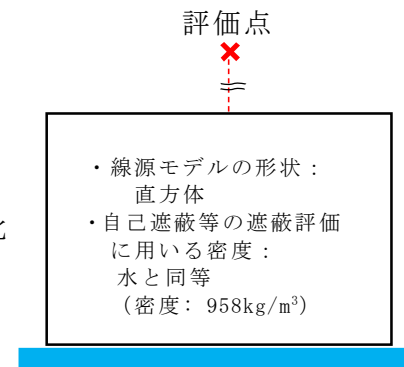 評価点
・線源モデルの形状：
直方体
・自己遮蔽等の遮蔽評価
に用いる密度：
水と同等
(密度：958kg/m³)